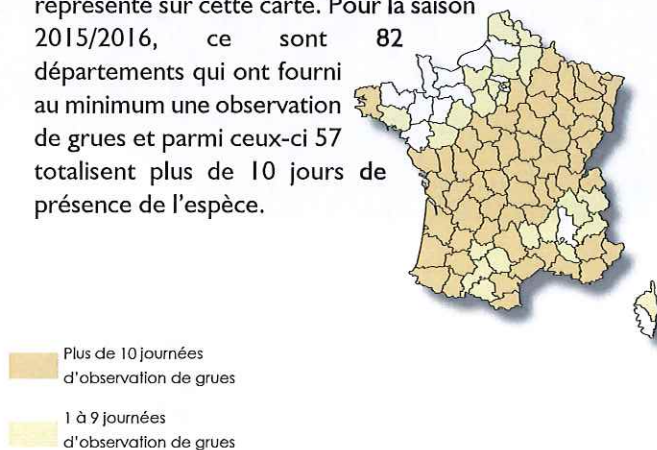 représenté sur cette carte. Pour la saison
2015/2016, ce sont 82
départements qui ont fourni
au minimum une observation
de grues et parmi ceux-ci 57
totalisent plus de 10 jours de
présence de l’espèce.
Plus de 10 journées
d’observation de grues
1 à 9 journées
d’observation de grues